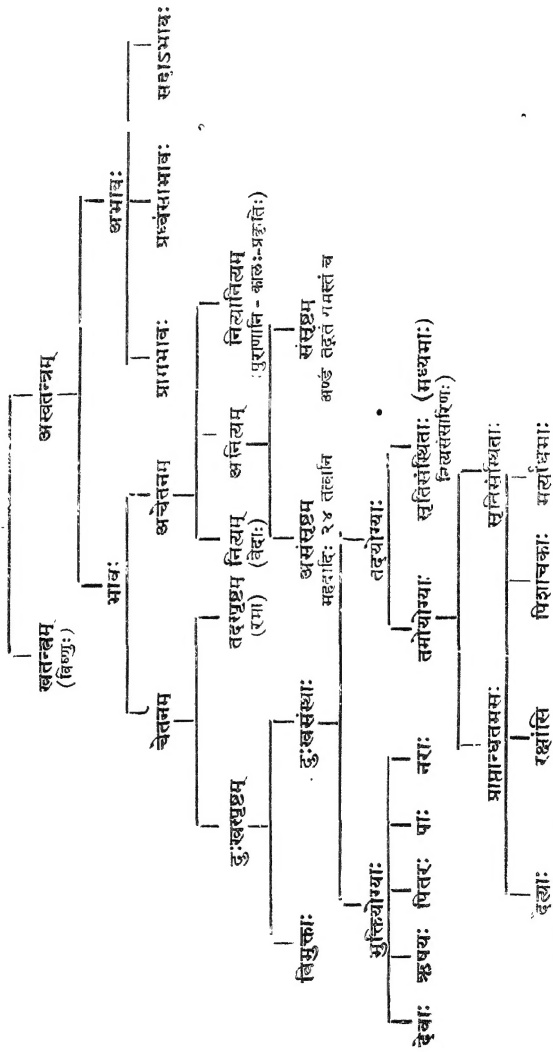 स्वतन्त्रम् अस्वतन्त्रम्
(विष्णुः)
भावः अभावः
चेतनम् अचेतनम् प्रागभावः प्रध्वंसाभावः सदाऽभावः
दुःखस्पृष्टम् तदस्पृष्टम् नित्यम् अनित्यम् नित्यानित्यम्
(रमा) (वेदाः) (पुराणानि - कालः-प्रकृतिः)
विमुक्ताः दुःखसंस्थाः असंसृष्टम् संसृष्टम्
महदादिः २४ तत्वानि अण्डं तद्गतं समस्तं च
मुक्तियोग्याः तदयोग्याः
देवाः ऋषयः पितरः पाः नराः तमोयोग्याः सृतिसंस्थिताः (मध्यमाः)
नित्यसंसारिणः
प्राप्तान्धतमसः सृतिसंस्थिताः
दैत्याः रक्षांसि पिशाचकाः मर्त्याधमाः